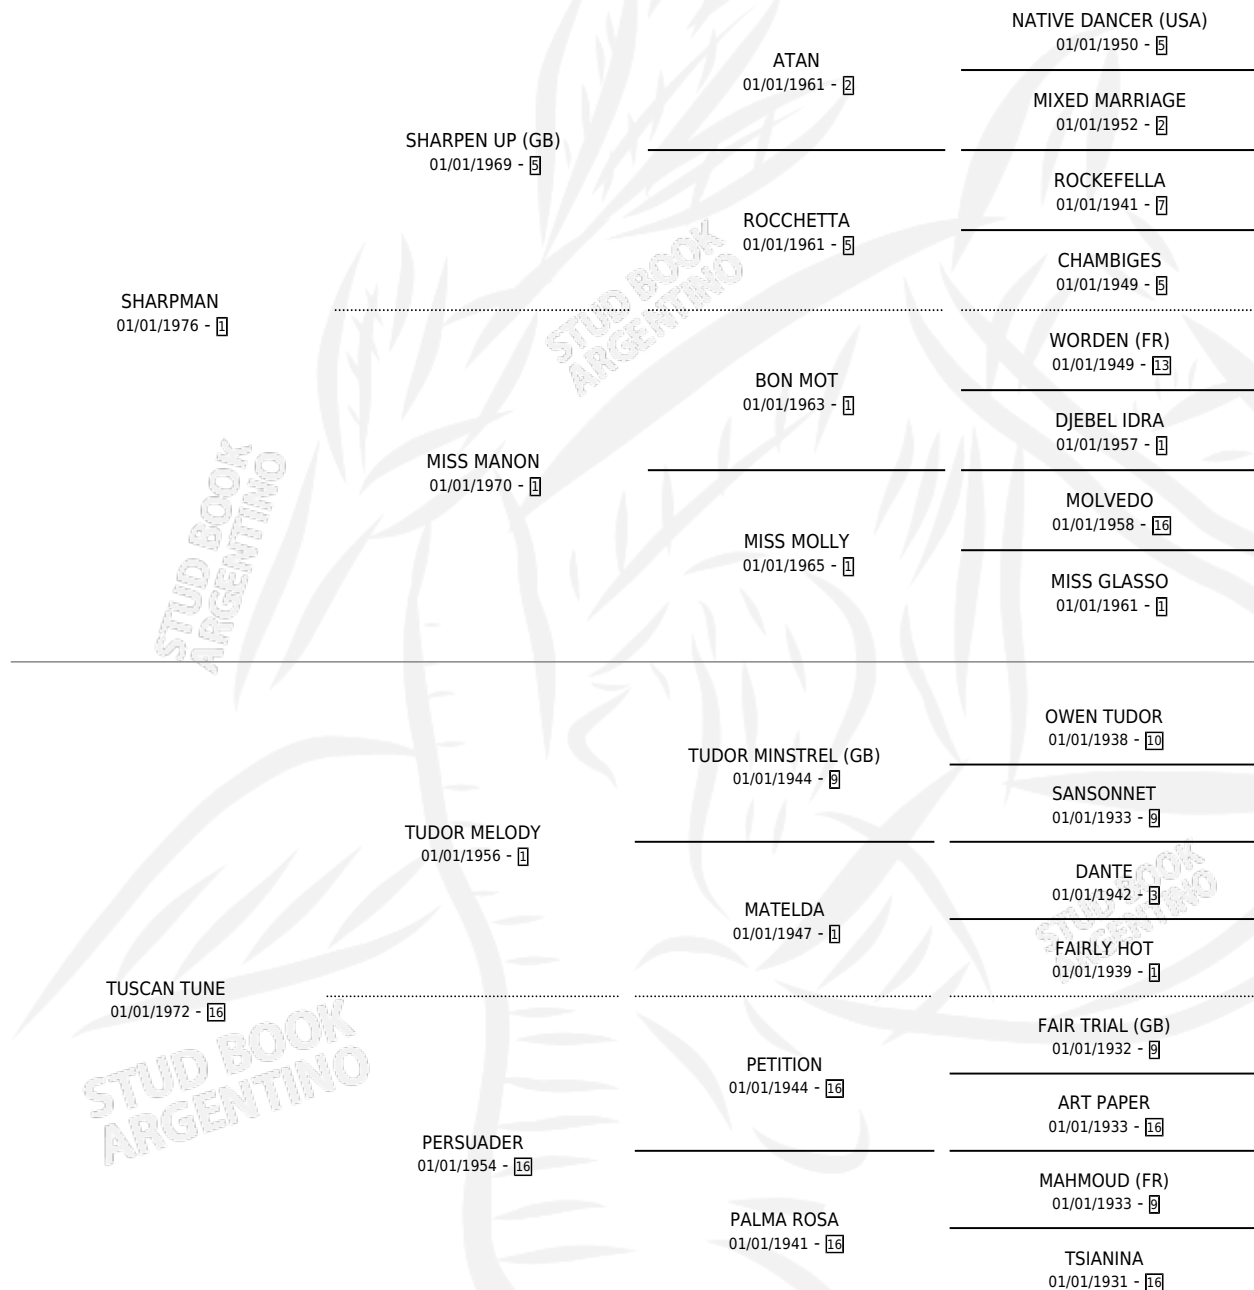 NATIVE DANCER (USA)
01/01/1950 - 5
ATAN
01/01/1961 - 2
MIXED MARRIAGE
01/01/1952 - 2
SHARPEN UP (GB)
01/01/1969 - 5
ROCKEFELLA
01/01/1941 - 7
ROCCHETTA
01/01/1961 - 5
CHAMBIGES
01/01/1949 - 5
SHARPMAN
01/01/1976 - 1
STUD BOOK
ARGENTINO
WORDEN (FR)
01/01/1949 - 13
BON MOT
01/01/1963 - 1
DJEBEL IDRA
01/01/1957 - 1
MISS MANON
01/01/1970 - 1
MOLVEDO
01/01/1958 - 16
MISS MOLLY
01/01/1965 - 1
MISS GLASSO
01/01/1961 - 1
STUD BOOK
ARGENTINO
OWEN TUDOR
01/01/1938 - 10
TUDOR MINSTREL (GB)
01/01/1944 - 9
SANSONNET
01/01/1933 - 9
TUDOR MELODY
01/01/1956 - 1
DANTE
01/01/1942 - 3
MATELDA
01/01/1947 - 1
FAIRLY HOT
01/01/1939 - 1
STUD BOOK
ARGENTINO
TUSCAN TUNE
01/01/1972 - 16
FAIR TRIAL (GB)
01/01/1932 - 9
PETITION
01/01/1944 - 16
ART PAPER
01/01/1933 - 16
STUD BOOK
ARGENTINO
PERSUADER
01/01/1954 - 16
MAHMOUD (FR)
01/01/1933 - 9
PALMA ROSA
01/01/1941 - 16
TSIANINA
01/01/1931 - 16